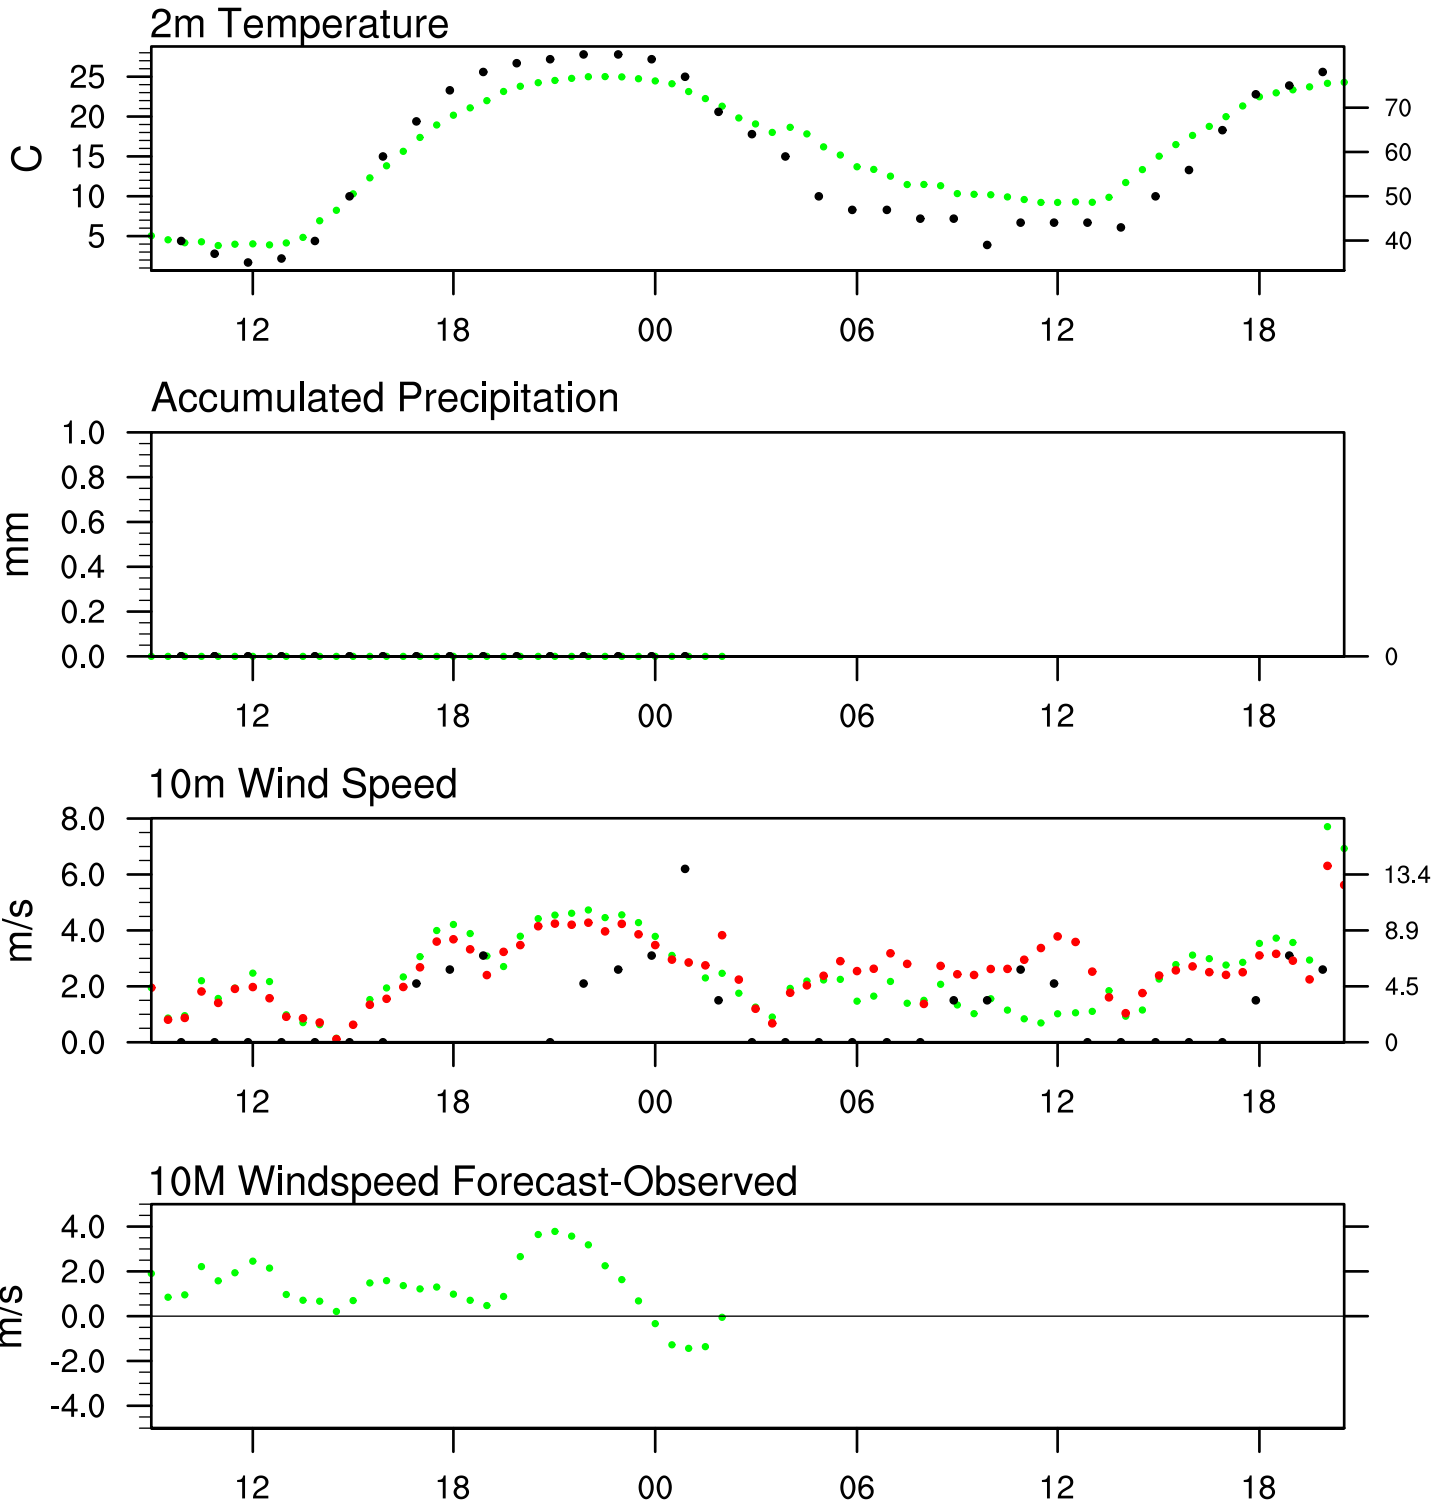 2m Temperature
25
20
15
10
5
C
70
60
50
40
12 18 00 06 12 18
Accumulated Precipitation
1.0
0.8
0.6
0.4
0.2
0.0
mm
0
12 18 00 06 12 18
10m Wind Speed
8.0
6.0
4.0
2.0
0.0
m/s
13.4
8.9
4.5
0
12 18 00 06 12 18
10M Windspeed Forecast-Observed
4.0
2.0
0.0
-2.0
-4.0
m/s
12 18 00 06 12 18